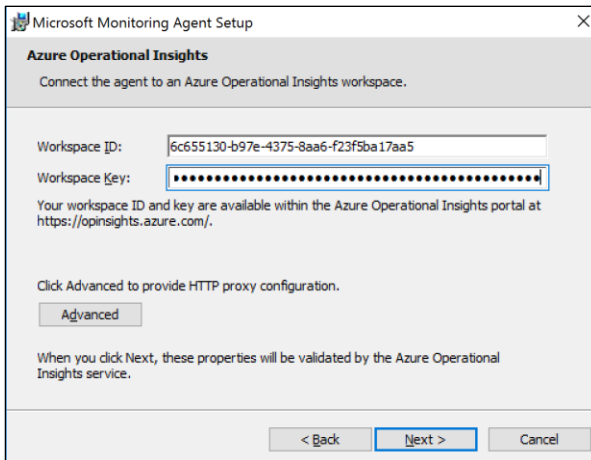 Microsoft Monitoring Agent Setup
Azure Operational Insights
Connect the agent to an Azure Operational Insights workspace.
Workspace ID: 6c655130-b97e-4375-8aa6-f23f5ba17aa5
Workspace Key: ●●●●●●●●●●●●●●●●●●●●●●●●●●●●●●●●●●●●●●●●●●●●
Your workspace ID and key are available within the Azure Operational Insights portal at
https://opinsights.azure.com/.
Click Advanced to provide HTTP proxy configuration.
Advanced
When you click Next, these properties will be validated by the Azure Operational
Insights service.
< Back Next > Cancel